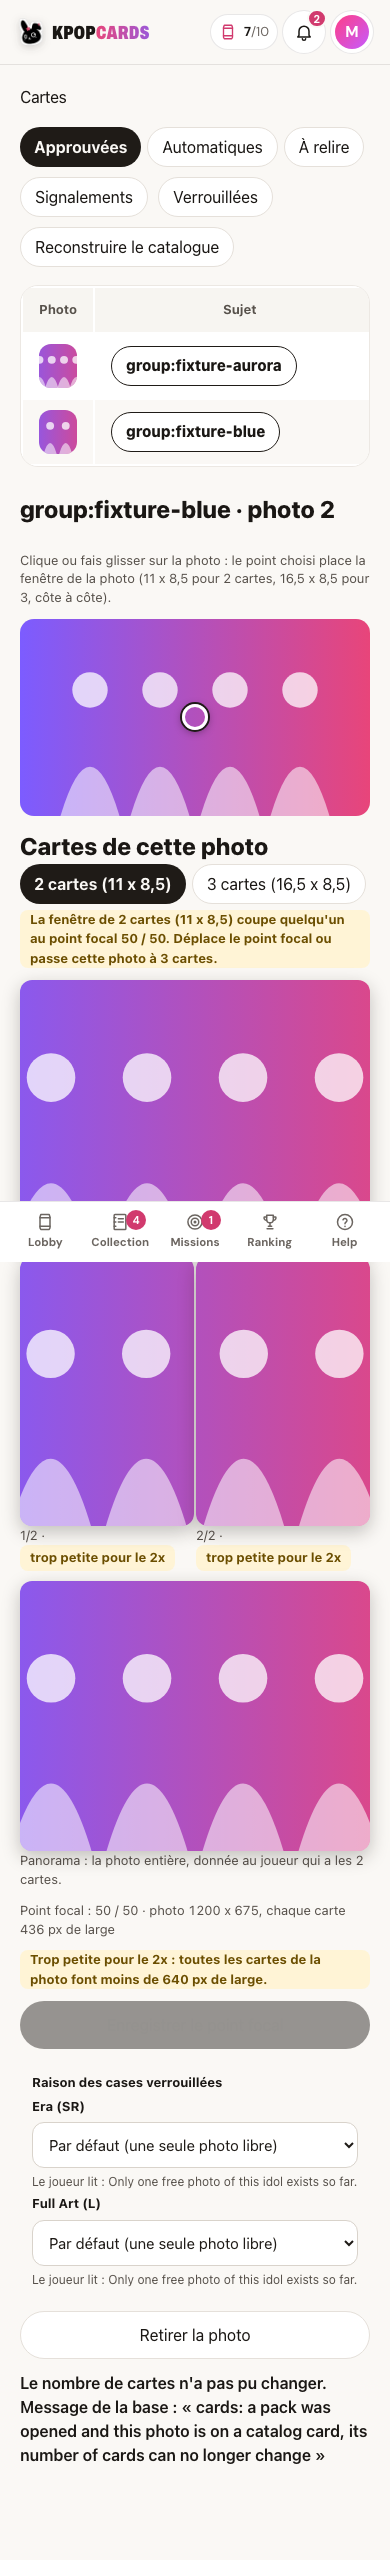 KPOPCARDS
7/10
2
M
Cartes
Approuvées
Automatiques
À relire
Signalements
Verrouillées
Reconstruire le catalogue
Photo
Sujet
group:fixture-aurora
group:fixture-blue
group:fixture-blue · photo 2
Clique ou fais glisser sur la photo : le point choisi place la
fenêtre de la photo (11 x 8,5 pour 2 cartes, 16,5 x 8,5 pour
3, côte à côte).
Cartes de cette photo
2 cartes (11 x 8,5)
3 cartes (16,5 x 8,5)
La fenêtre de 2 cartes (11 x 8,5) coupe quelqu'un
au point focal 50 / 50. Déplace le point focal ou
passe cette photo à 3 cartes.
4
1
Lobby
Collection
Missions
Ranking
Help
1/2 ·
2/2 ·
trop petite pour le 2x
trop petite pour le 2x
Panorama : la photo entière, donnée au joueur qui a les 2
cartes.
Point focal : 50 / 50 · photo 1200 x 675, chaque carte
436 px de large
Trop petite pour le 2x : toutes les cartes de la
photo font moins de 640 px de large.
Raison des cases verrouillées
Era (SR)
Par défaut (une seule photo libre)
Le joueur lit : Only one free photo of this idol exists so far.
Full Art (L)
Par défaut (une seule photo libre)
Le joueur lit : Only one free photo of this idol exists so far.
Retirer la photo
Le nombre de cartes n'a pas pu changer.
Message de la base : « cards: a pack was
opened and this photo is on a catalog card, its
number of cards can no longer change »